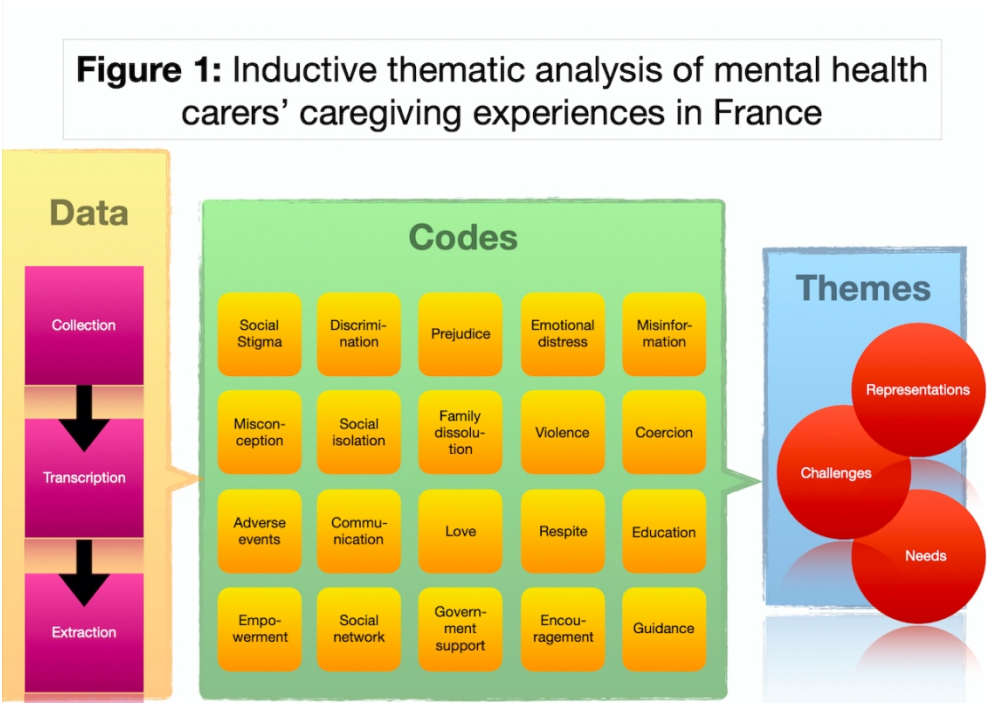 Figure 1: Inductive thematic analysis of mental health
carers’ caregiving experiences in France
Data
Collection
Transcription
Extraction
Codes
Social
Stigma
Discrimi-
nation
Prejudice
Emotional
distress
Misinfor-
mation
Miscon-
ception
Social
isolation
Family
dissolu-
tion
Violence
Coercion
Adverse
events
Commu-
nication
Love
Respite
Education
Empo-
werment
Social
network
Govern-
ment
support
Encou-
ragement
Guidance
Themes
Representations
Challenges
Needs